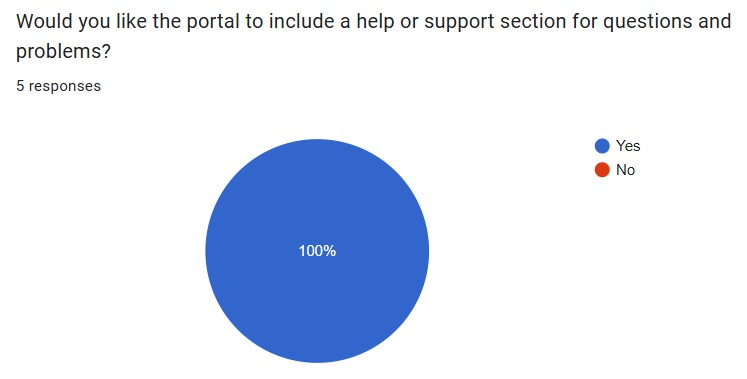 Would you like the portal to include a help or support section for questions and
problems?
5 responses
Yes
No
100%